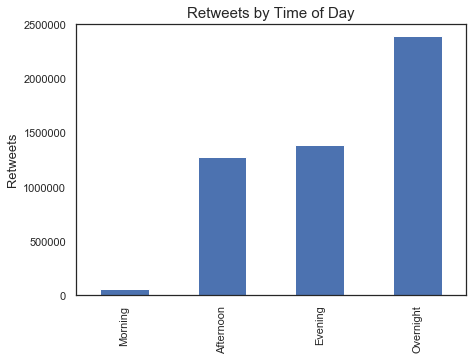 Retweets by Time of Day
Retweets
2500000
2000000
1500000
1000000
500000
0
Morning
Afternoon
Evening
Overnight